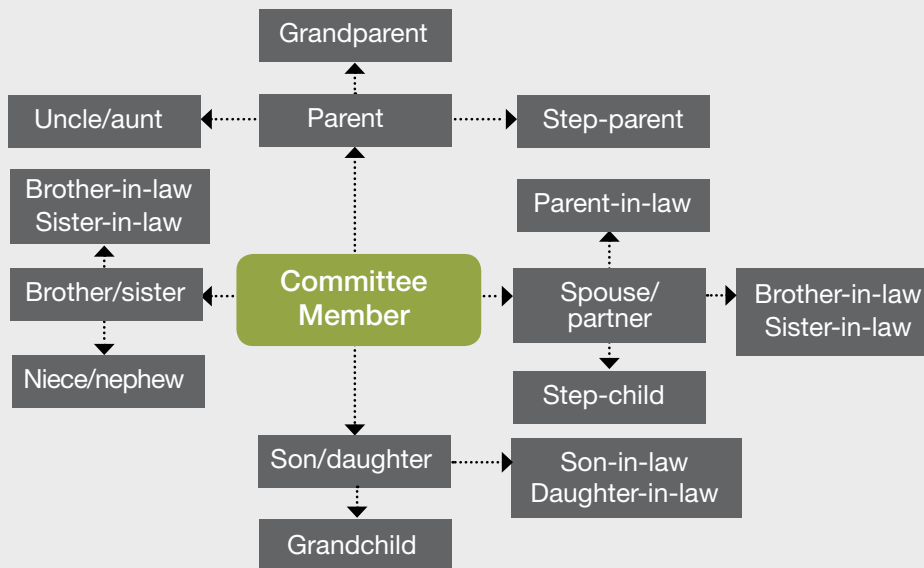 Grandparent
Uncle/aunt
Parent
Step-parent
Brother-in-law
Sister-in-law
Parent-in-law
Brother/sister
Committee
Member
Spouse/
partner
Brother-in-law
Sister-in-law
Niece/nephew
Step-child
Son/daughter
Son-in-law
Daughter-in-law
Grandchild